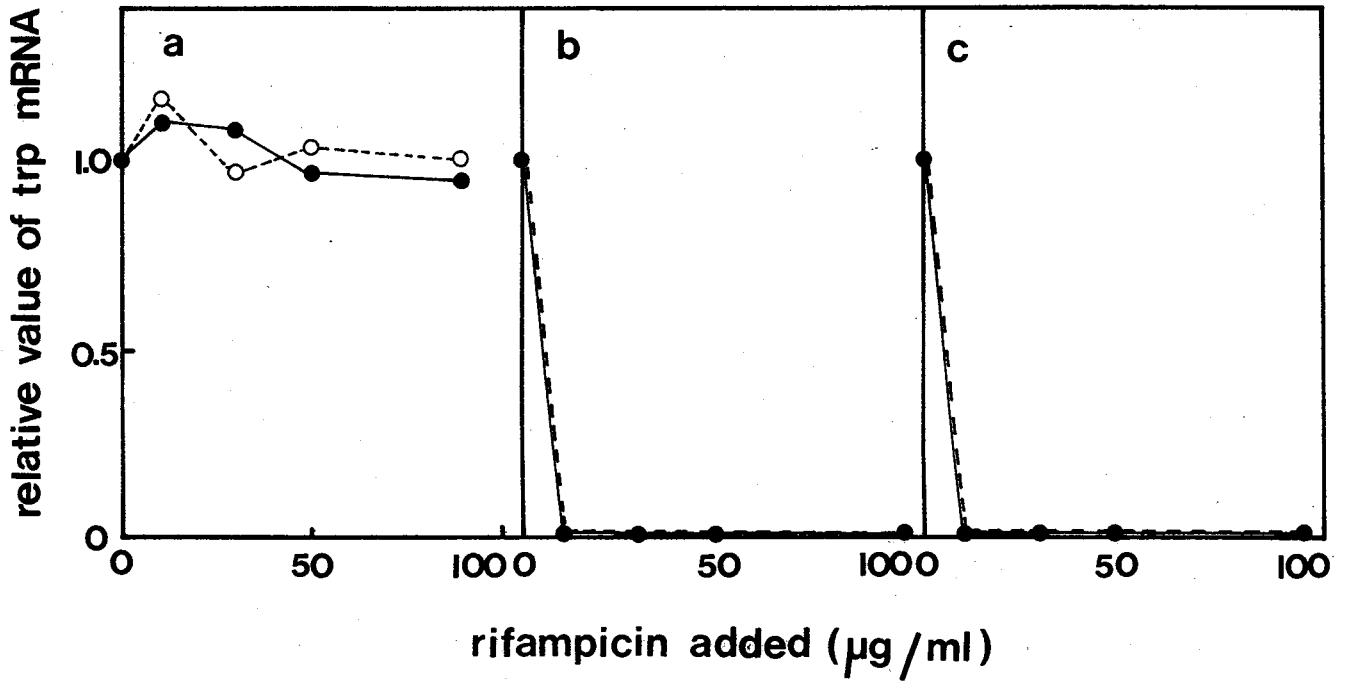 relative value of trp mRNA
a
b
c
1.0
0.5
0
0 50 100 0 50 100 0 50 100
rifampicin added (µg/ml)